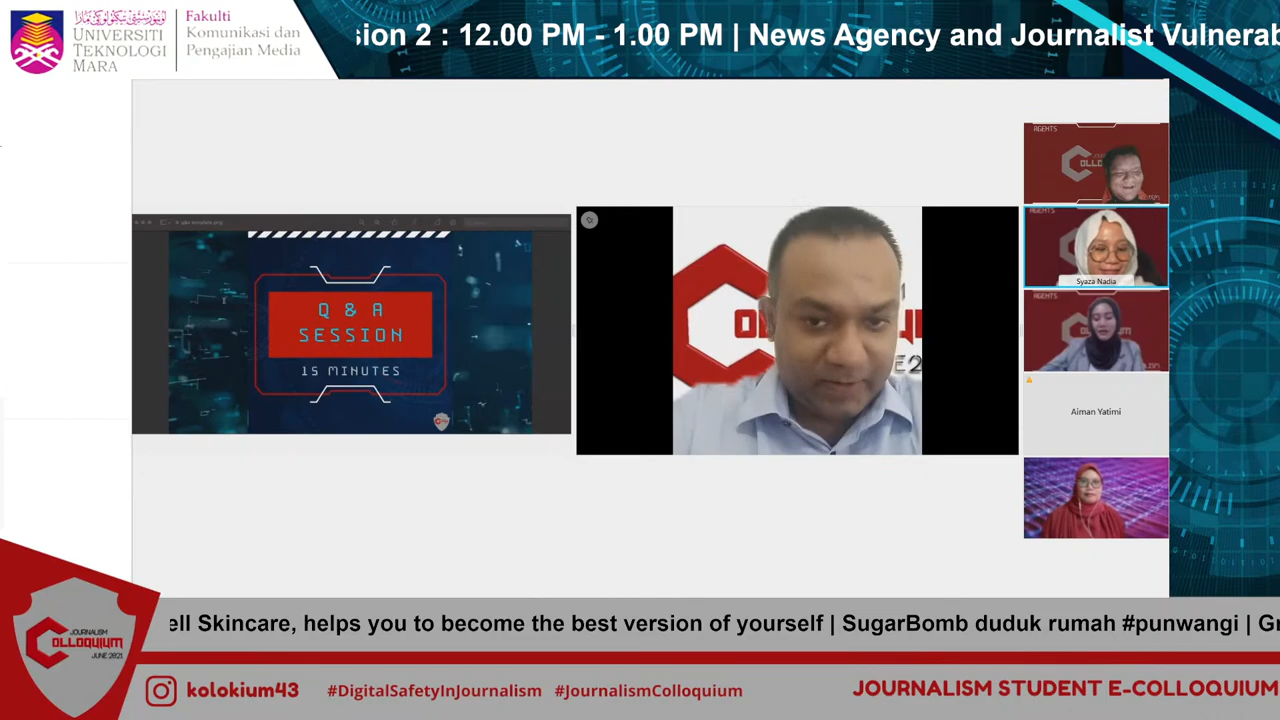 UNIVERSITI
TEKNOLOGI
MARA
Fakulti
Komunikasi dan
Pengajian Media
sion 2 : 12.00 PM - 1.00 PM | News Agency and Journalist Vulnerab
Q & A
SESSION
15 MINUTES
AGENTS
AGENTS
Syaza Nadia
AGENTS
Aiman Yatimi
JOURNALISM
COLLOQUIUM
JUNE 2021
ell Skincare, helps you to become the best version of yourself | SugarBomb duduk rumah #punwangi | Gr
kolokium43
#DigitalSafetyInJournalism
#JournalismColloquium
JOURNALISM STUDENT E-COLLOQUIUM